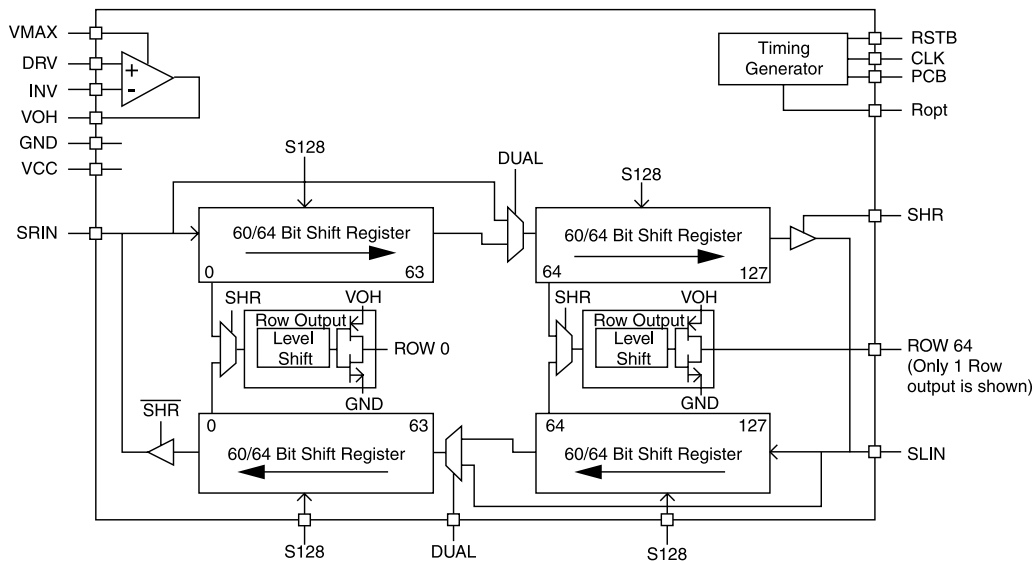 VMAX
DRV
INV
VOH
GND
VCC
SRIN
+
-
Timing
Generator
RSTB
CLK
PCB
Ropt
S128
DUAL
S128
SHR
60/64 Bit Shift Register
0
63
60/64 Bit Shift Register
64
127
SHR
VOH
Row Output
Level
Shift
ROW 0
GND
SHR
VOH
Row Output
Level
Shift
GND
ROW 64
(Only 1 Row
output is shown)
SHR
0
63
60/64 Bit Shift Register
64
127
60/64 Bit Shift Register
SLIN
S128
DUAL
S128